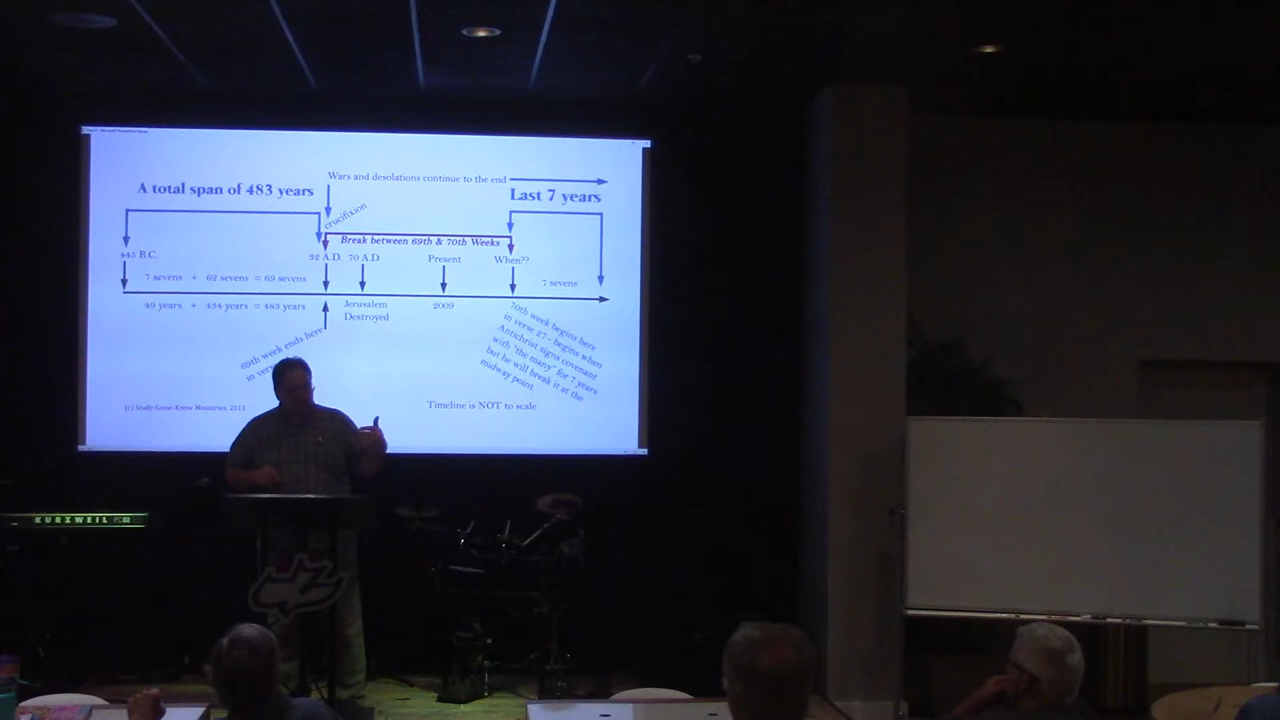 Wars and desolations continue to the end
A total span of 483 years
Last 7 years
crucifixion
Break between 69th & 70th Weeks
445 B.C.
32 A.D.
70 A.D.
Present
When??
7 sevens + 62 sevens = 69 sevens
7 sevens
49 years + 434 years = 483 years
Jerusalem
Destroyed
2009
69th week ends here
in
70th week begins here
in verse 27 - begins when
Antichrist signs covenant
with "the many" for 7 years
but he will break it at the
midway point.
(c) Study-Grow-Know Ministries, 2013
Timeline is NOT to scale
KURZWEIL